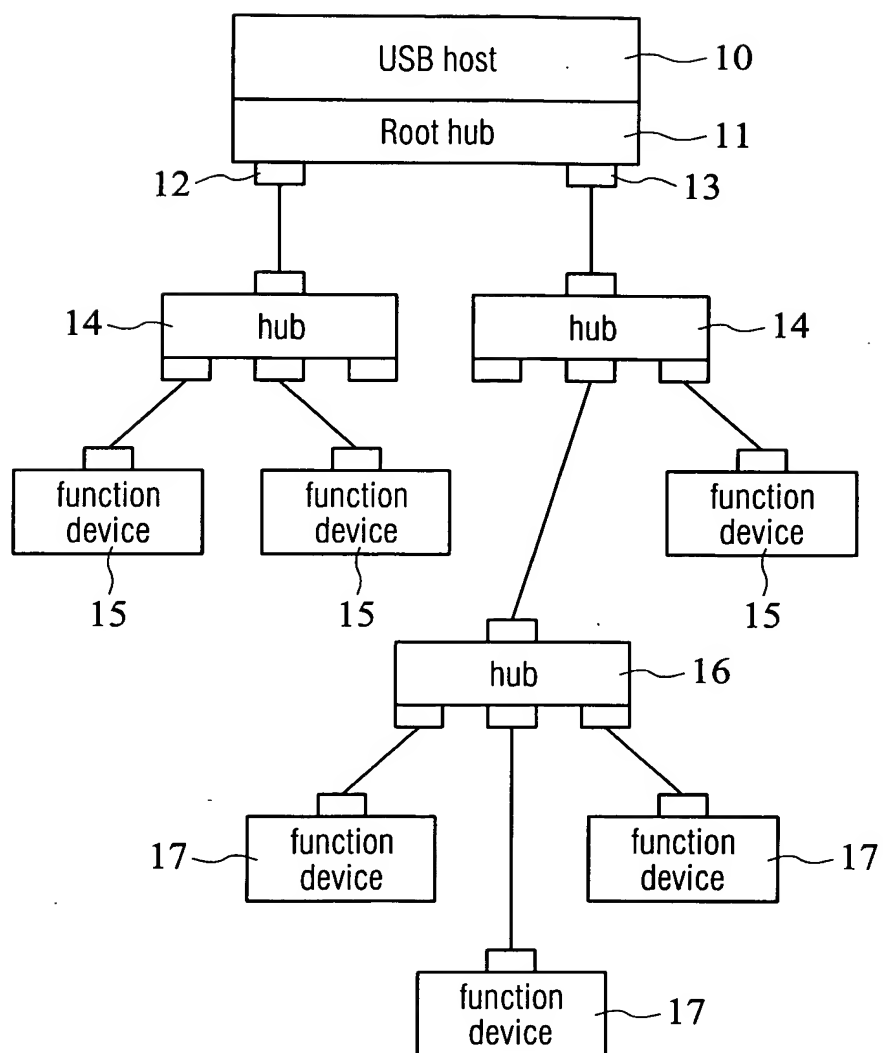 USB host
10
Root hub
11
12
13
14
hub
hub
14
function
device
function
device
function
device
15
15
15
hub
16
17
function
device
function
device
17
function
device
17